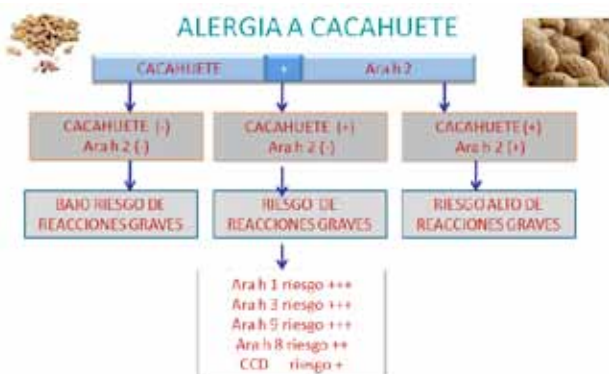 ALERGIA A CACAHUETE
CACAHUETE + Ara h 2
CACAHUETE (-)
Ara h 2 (-)
CACAHUETE (+)
Ara h 2 (-)
CACAHUETE (+)
Ara h 2 (+)
BAJO RIESGO DE
REACCIONES GRAVES
RIESGO DE
REACCIONES GRAVES
RIESGO ALTO DE
REACCIONES GRAVES
Ara h 1 riesgo +++
Ara h 3 riesgo +++
Ara h 9 riesgo +++
Ara h 8 riesgo ++
CCD riesgo +